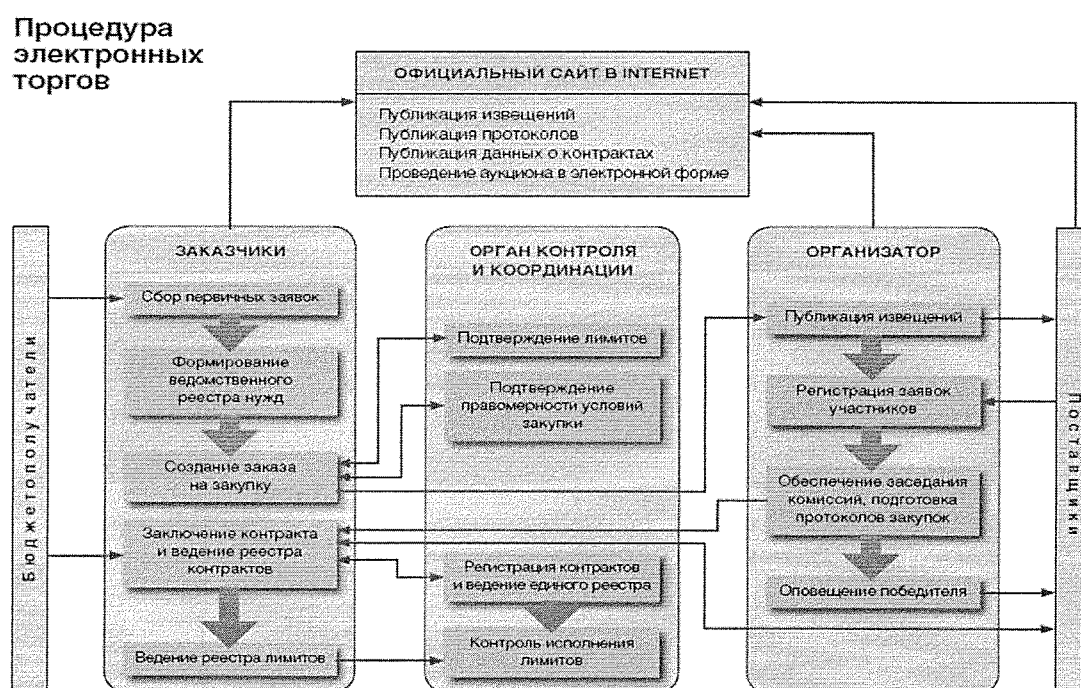 Процедура
электронных
торгов
ОФИЦИАЛЬНЫЙ САЙТ В INTERNET
Публикация извещений
Публикация протоколов
Публикация данных о контрактах
Проведение аукциона в электронной форме
Бюджетополучатели
ЗАКАЗЧИКИ
Сбор первичных заявок
Формирование
ведомственного
реестра нужд
Создание заказа
на закупку
Заключение контракта
и ведение реестра
контрактов
Ведение реестра лимитов
ОРГАН КОНТРОЛЯ
И КООРДИНАЦИИ
Подтверждение лимитов
Подтверждение
правомерности условий
закупки
Регистрация контрактов
и ведение единого реестра
Контроль исполнения
лимитов
ОРГАНИЗАТОР
Публикация извещений
Регистрация заявок
участников
Обеспечение заседания
комиссий, подготовка
протоколов закупок
Оповещение победителя
Поставщики